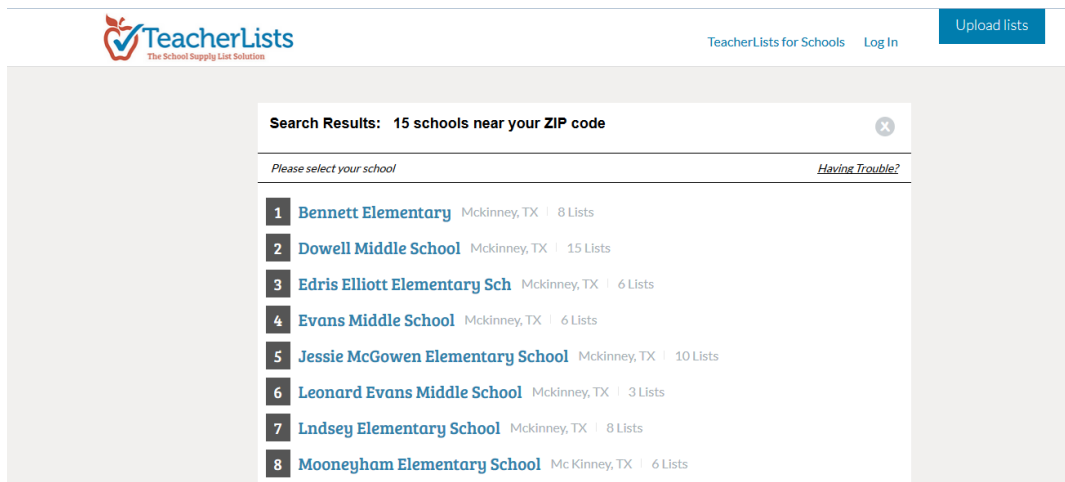 TeacherLists
The School Supply List Solution
TeacherLists for Schools Log In Upload lists
Search Results: 15 schools near your ZIP code X
Please select your school Having Trouble?
1 Bennett Elementary Mckinney, TX | 8 Lists
2 Dowell Middle School Mckinney, TX | 15 Lists
3 Edris Elliott Elementary Sch Mckinney, TX | 6 Lists
4 Evans Middle School Mckinney, TX | 6 Lists
5 Jessie McGowen Elementary School Mckinney, TX | 10 Lists
6 Leonard Evans Middle School Mckinney, TX | 3 Lists
7 Lndsey Elementary School Mckinney, TX | 8 Lists
8 Mooneyham Elementary School Mc Kinney, TX | 6 Lists